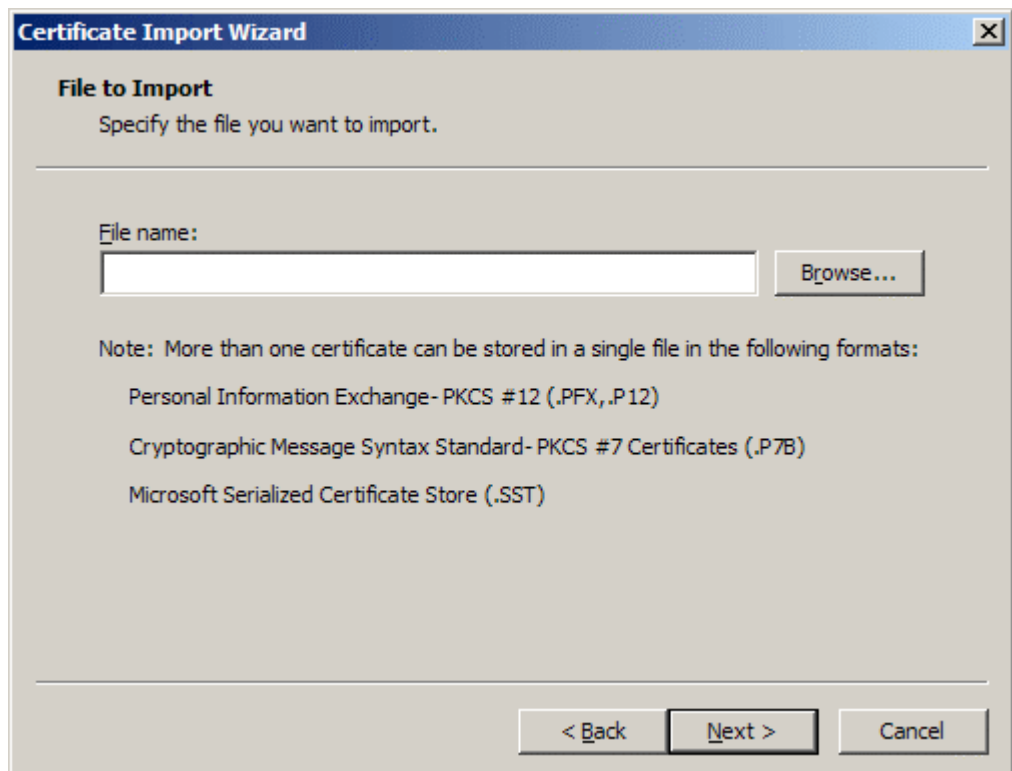 Certificate Import Wizard
File to Import
Specify the file you want to import.
File name:
Browse...
Note: More than one certificate can be stored in a single file in the following formats:
Personal Information Exchange- PKCS #12 (.PFX,.P12)
Cryptographic Message Syntax Standard- PKCS #7 Certificates (.P7B)
Microsoft Serialized Certificate Store (.SST)
< Back
Next >
Cancel